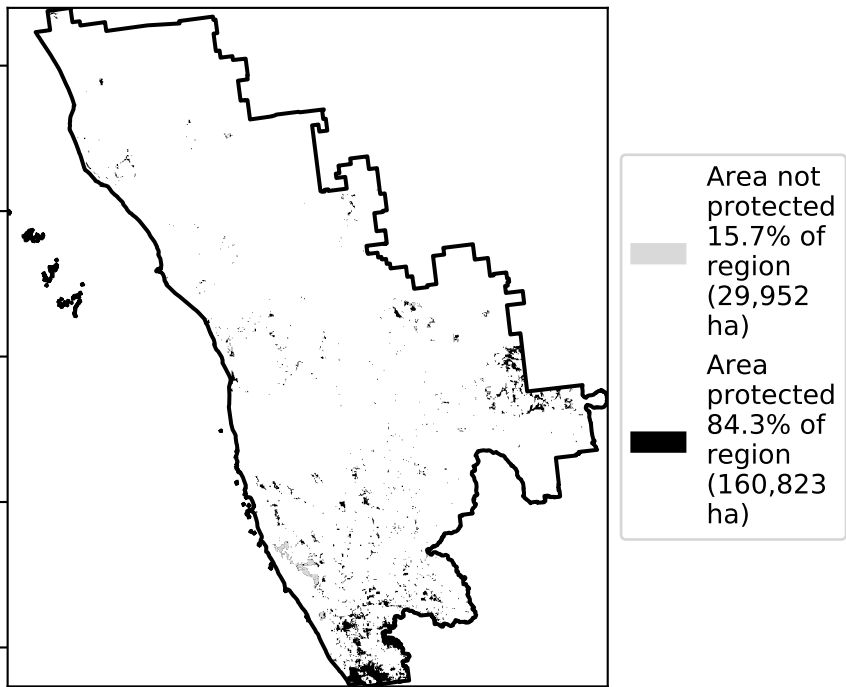 Area not
protected
15.7% of
region
(29,952
ha)
Area
protected
84.3% of
region
(160,823
ha)